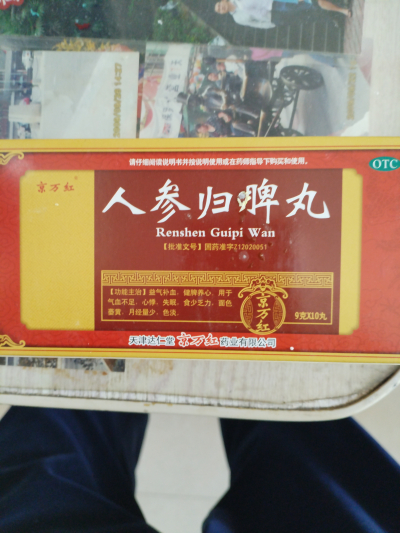 请仔细阅读说明书并按说明使用或在药师指导下购买和使用。
OTC
京万红
人参归脾丸
Renshen Guipi Wan
【批准文号】国药准字Z12020051
【功能主治】益气补血，健脾养心。用于
气血不足，心悸，失眠，食少乏力，面色
萎黄，月经量少，色淡。
京万红
9克X10丸
天津达仁堂京万红药业有限公司